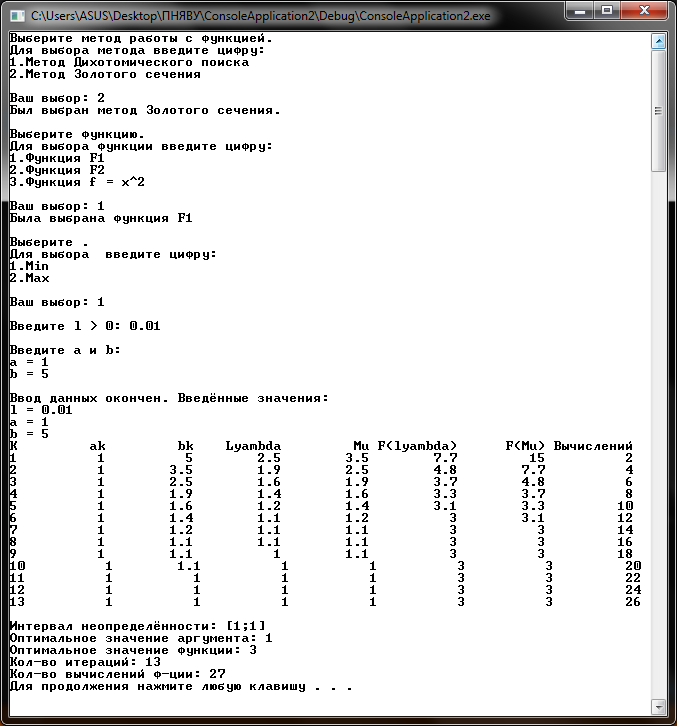 C:\Users\ASUS\Desktop\ПНЯВУ\ConsoleApplication2\Debug\ConsoleApplication2.exe
Выберите метод работы с функцией.
Для выбора метода введите цифру:
1.Метод Дихотомического поиска
2.Метод Золотого сечения
Ваш выбор: 2
Был выбран метод Золотого сечения.
Выберите функцию.
Для выбора функции введите цифру:
1.Функция F1
2.Функция F2
3.Функция f = x^2
Ваш выбор: 1
Была выбрана функция F1
Выберите .
Для выбора  введите цифру:
1.Min
2.Max
Ваш выбор: 1
Введите l > 0: 0.01
Введите a и b:
a = 1
b = 5
Ввод данных окончен. Введённые значения:
l = 0.01
a = 1
b = 5
K ak bk Lyambda Mu F(lyambda) F(Mu) Вычислений
1 1 5 2.5 3.5 7.7 15 2
2 1 3.5 1.9 2.5 4.8 7.7 4
3 1 2.5 1.6 1.9 3.7 4.8 6
4 1 1.9 1.4 1.6 3.3 3.7 8
5 1 1.6 1.2 1.4 3.1 3.3 10
6 1 1.4 1.1 1.2 3 3.1 12
7 1 1.2 1.1 1.1 3 3 14
8 1 1.1 1.1 1.1 3 3 16
9 1 1.1 1 1.1 3 3 18
10 1 1.1 1 1 3 3 20
11 1 1 1 1 3 3 22
12 1 1 1 1 3 3 24
13 1 1 1 1 3 3 26
Интервал неопределённости: [1;1]
Оптимальное значение аргумента: 1
Оптимальное значение функции: 3
Кол-во итераций: 13
Кол-во вычислений ф-ции: 27
Для продолжения нажмите любую клавишу . . .